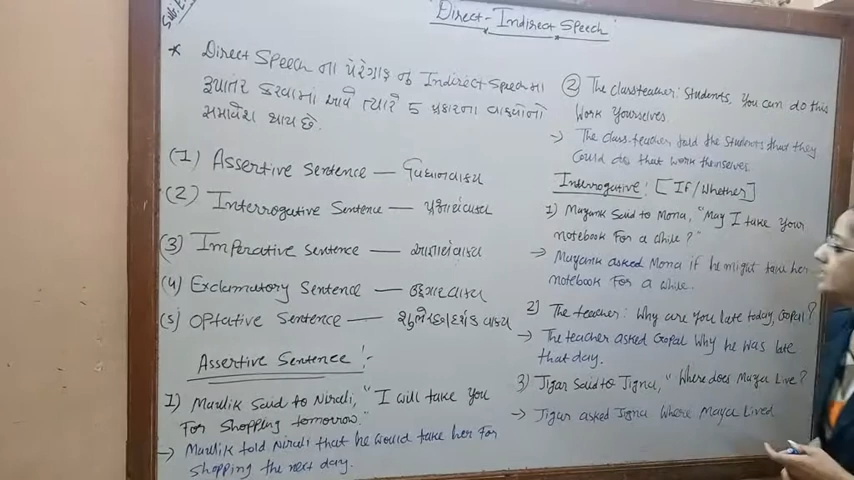 Sub: E
Direct-Indirect Speech
* Direct Speech ના પેરેગ્રાફ નું Indirect Speech મા
રૂપાંતર કરવામાં આવે ત્યારે 5 પ્રકારના વાક્યોનો
સમાવેશ થાય છે.
(1) Assertive Sentence — વિધાનવાક્ય
(2) Interrogative Sentence — પ્રશ્નાર્થવાક્ય
(3) Imperative Sentence — આજ્ઞાર્થવાક્ય
(4) Exclamatory Sentence — ઉદ્ગારવાક્ય
(5) Optative Sentence — શુભેચ્છાદર્શક વાક્ય
Assertive Sentence :-
1) Maulik Said to Nirali, "I will take you
For Shopping tomorrow."
→ Maulik told Nirali that he would take her For
Shopping the next day.
2) The class teacher: Students, You can do this
Work Yourselves.
→ The class teacher told the students that they
Could do that work themselves.
Interrogative : [If/Whether]
1) Mayank Said to Mona, "May I take Your
notebook For a while?"
→ Mayank asked Mona if he might take her
notebook For a while.
2) The teacher: Why are you late today, Gopal?
→ The teacher asked Gopal Why he was late
that day.
3) Jigar Said to Jigna, "Where does Maya Live?
→ Jigar asked Jigna Where Maya Lived